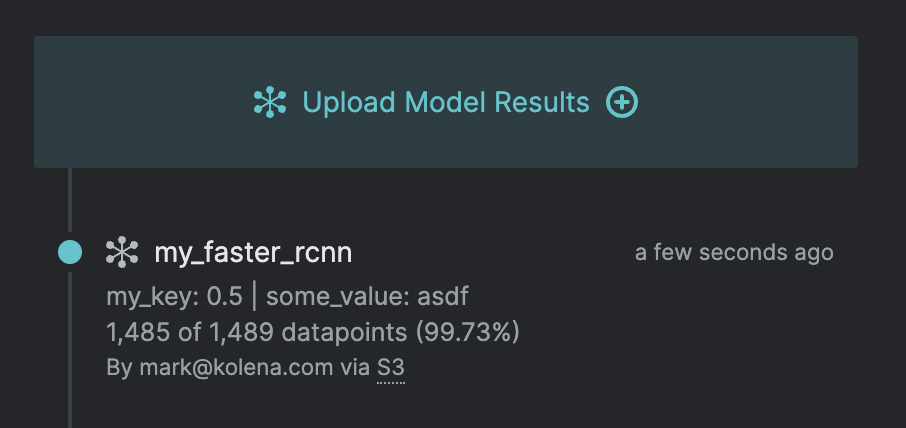 Upload Model Results
my_faster_rcnn
a few seconds ago
my_key: 0.5 | some_value: asdf
1,485 of 1,489 datapoints (99.73%)
By mark@kolena.com via S3